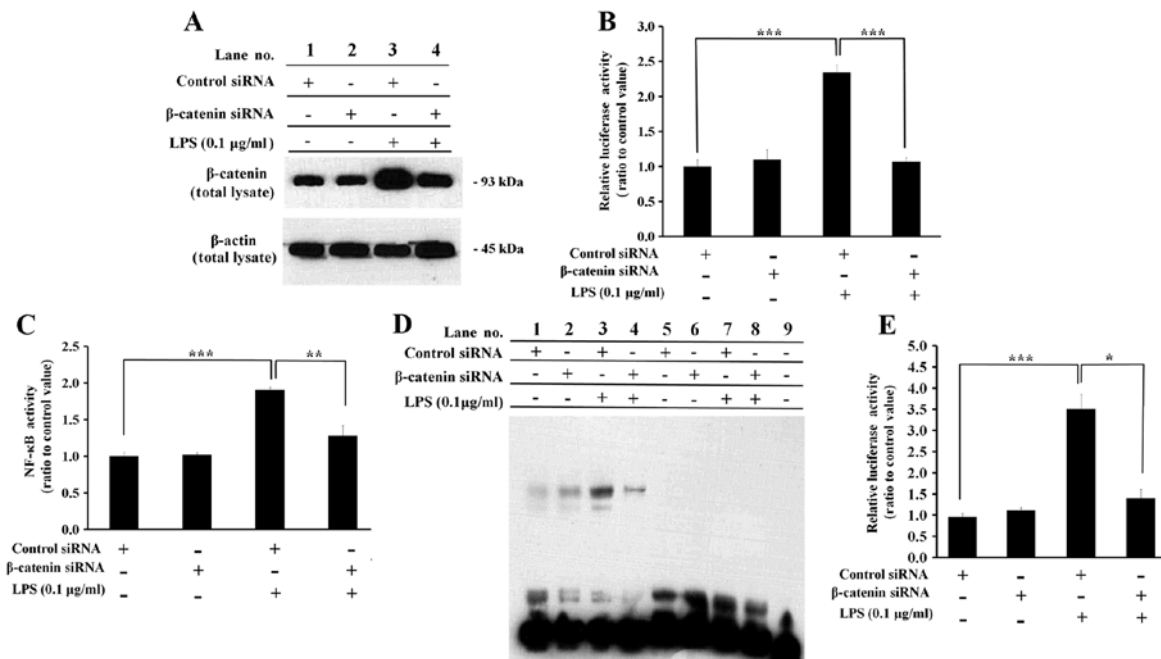 A
Lane no. 1 2 3 4
Control siRNA + - + -
β-catenin siRNA - + - +
LPS (0.1 μg/ml) - - + +
β-catenin
(total lysate)
- 93 kDa
β-actin
(total lysate)
- 45 kDa
B
Relative luciferase activity
(ratio to control value)
3.0
2.5
2.0
1.5
1.0
0.5
0.0
*** ***
Control siRNA + - + -
β-catenin siRNA - + - +
LPS (0.1 μg/ml) - - + +
C
NF-κB activity
(ratio to control value)
2.5
2.0
1.5
1.0
0.5
0.0
*** **
Control siRNA + - + -
β-catenin siRNA - + - +
LPS (0.1 μg/ml) - - + +
D
Lane no. 1 2 3 4 5 6 7 8 9
Control siRNA + - + - + - + - -
β-catenin siRNA - + - + - + - + -
LPS (0.1μg/ml) - - + + - - + + -
E
Relative luciferase activity
(ratio to control value)
5.0
4.5
4.0
3.5
3.0
2.5
2.0
1.5
1.0
0.5
0.0
*** *
Control siRNA + - + -
β-catenin siRNA - + - +
LPS (0.1 μg/ml) - - + +